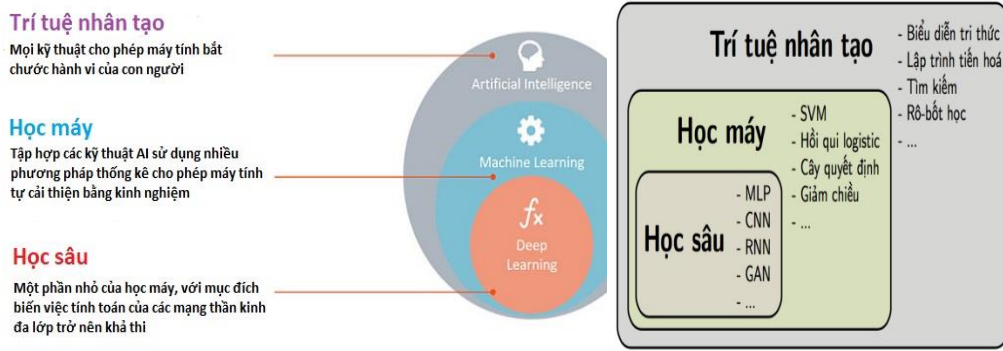 Trí tuệ nhân tạo
Mọi kỹ thuật cho phép máy tính bắt
chước hành vi của con người
Học máy
Tập hợp các kỹ thuật AI sử dụng nhiều
phương pháp thống kê cho phép máy tính
tự cải thiện bằng kinh nghiệm
Học sâu
Một phần nhỏ của học máy, với mục đích
biến việc tính toán của các mạng thần kinh
đa lớp trở nên khả thi
Artificial Intelligence
Machine Learning
fx
Deep
Learning
Trí tuệ nhân tạo
- Biểu diễn tri thức
- Lập trình tiến hoá
- Tìm kiếm
- Rô-bốt học
- ...
Học máy
- SVM
- Hồi qui logistic
- Cây quyết định
- Giảm chiều
- ...
Học sâu
- MLP
- CNN
- RNN
- GAN
- ...